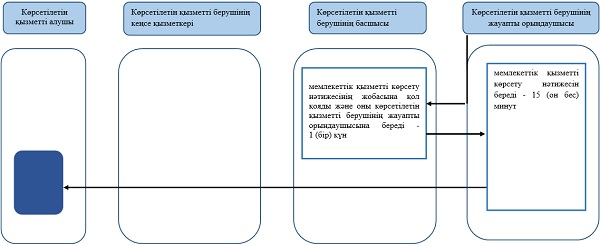 Көрсетілетін
қызметті алушы
Көрсетілетін қызметті берушінің
кеңсе қызметкері
Көрсетілетін қызметті
берушінің басшысы
Көрсетілетін қызметті берушінің
жауапты орындаушысы
мемлекеттік қызметті көрсету
нәтижесінің жобасына қол
қояды және оны көрсетілетін
қызметті берушінің жауапты
орындаушысына береді -
1 (бір) күн
мемлекеттік қызметті
көрсету нәтижесін
береді - 15 (он бес)
минут